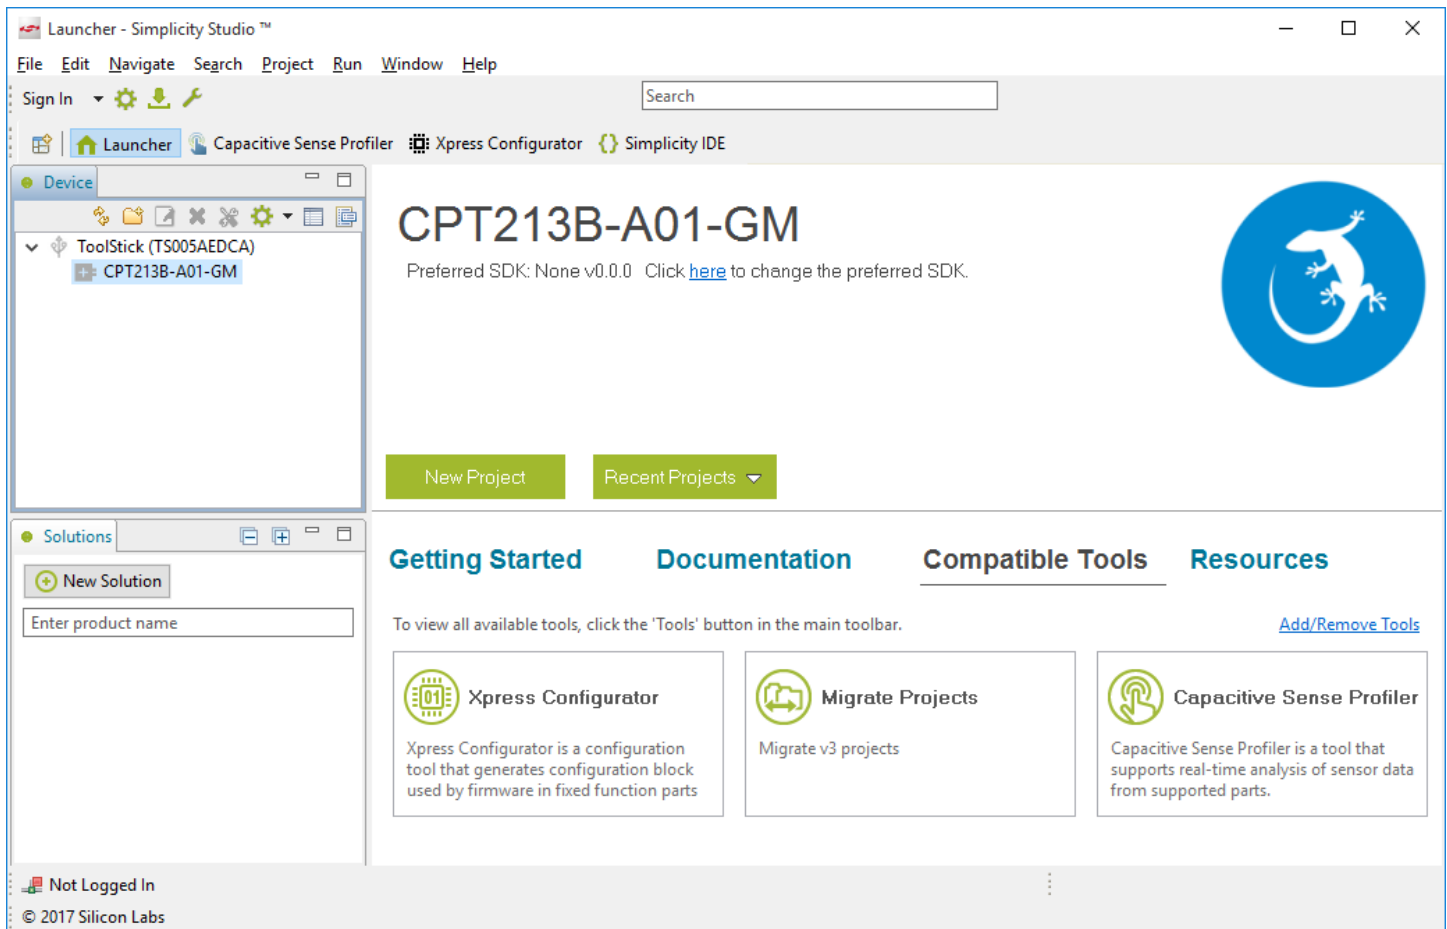 Launcher - Simplicity Studio ™
File Edit Navigate Search Project Run Window Help
Sign In
Search
Launcher Capacitive Sense Profiler Xpress Configurator Simplicity IDE
Device
ToolStick (TS005AEDCA)
CPT213B-A01-GM
CPT213B-A01-GM
Preferred SDK: None v0.0.0 Click here to change the preferred SDK.
New Project
Recent Projects
Solutions
New Solution
Enter product name
Getting Started Documentation Compatible Tools Resources
To view all available tools, click the 'Tools' button in the main toolbar.
Add/Remove Tools
01
Xpress Configurator
Xpress Configurator is a configuration
tool that generates configuration block
used by firmware in fixed function parts
Migrate Projects
Migrate v3 projects
Capacitive Sense Profiler
Capacitive Sense Profiler is a tool that
supports real-time analysis of sensor data
from supported parts.
Not Logged In
© 2017 Silicon Labs